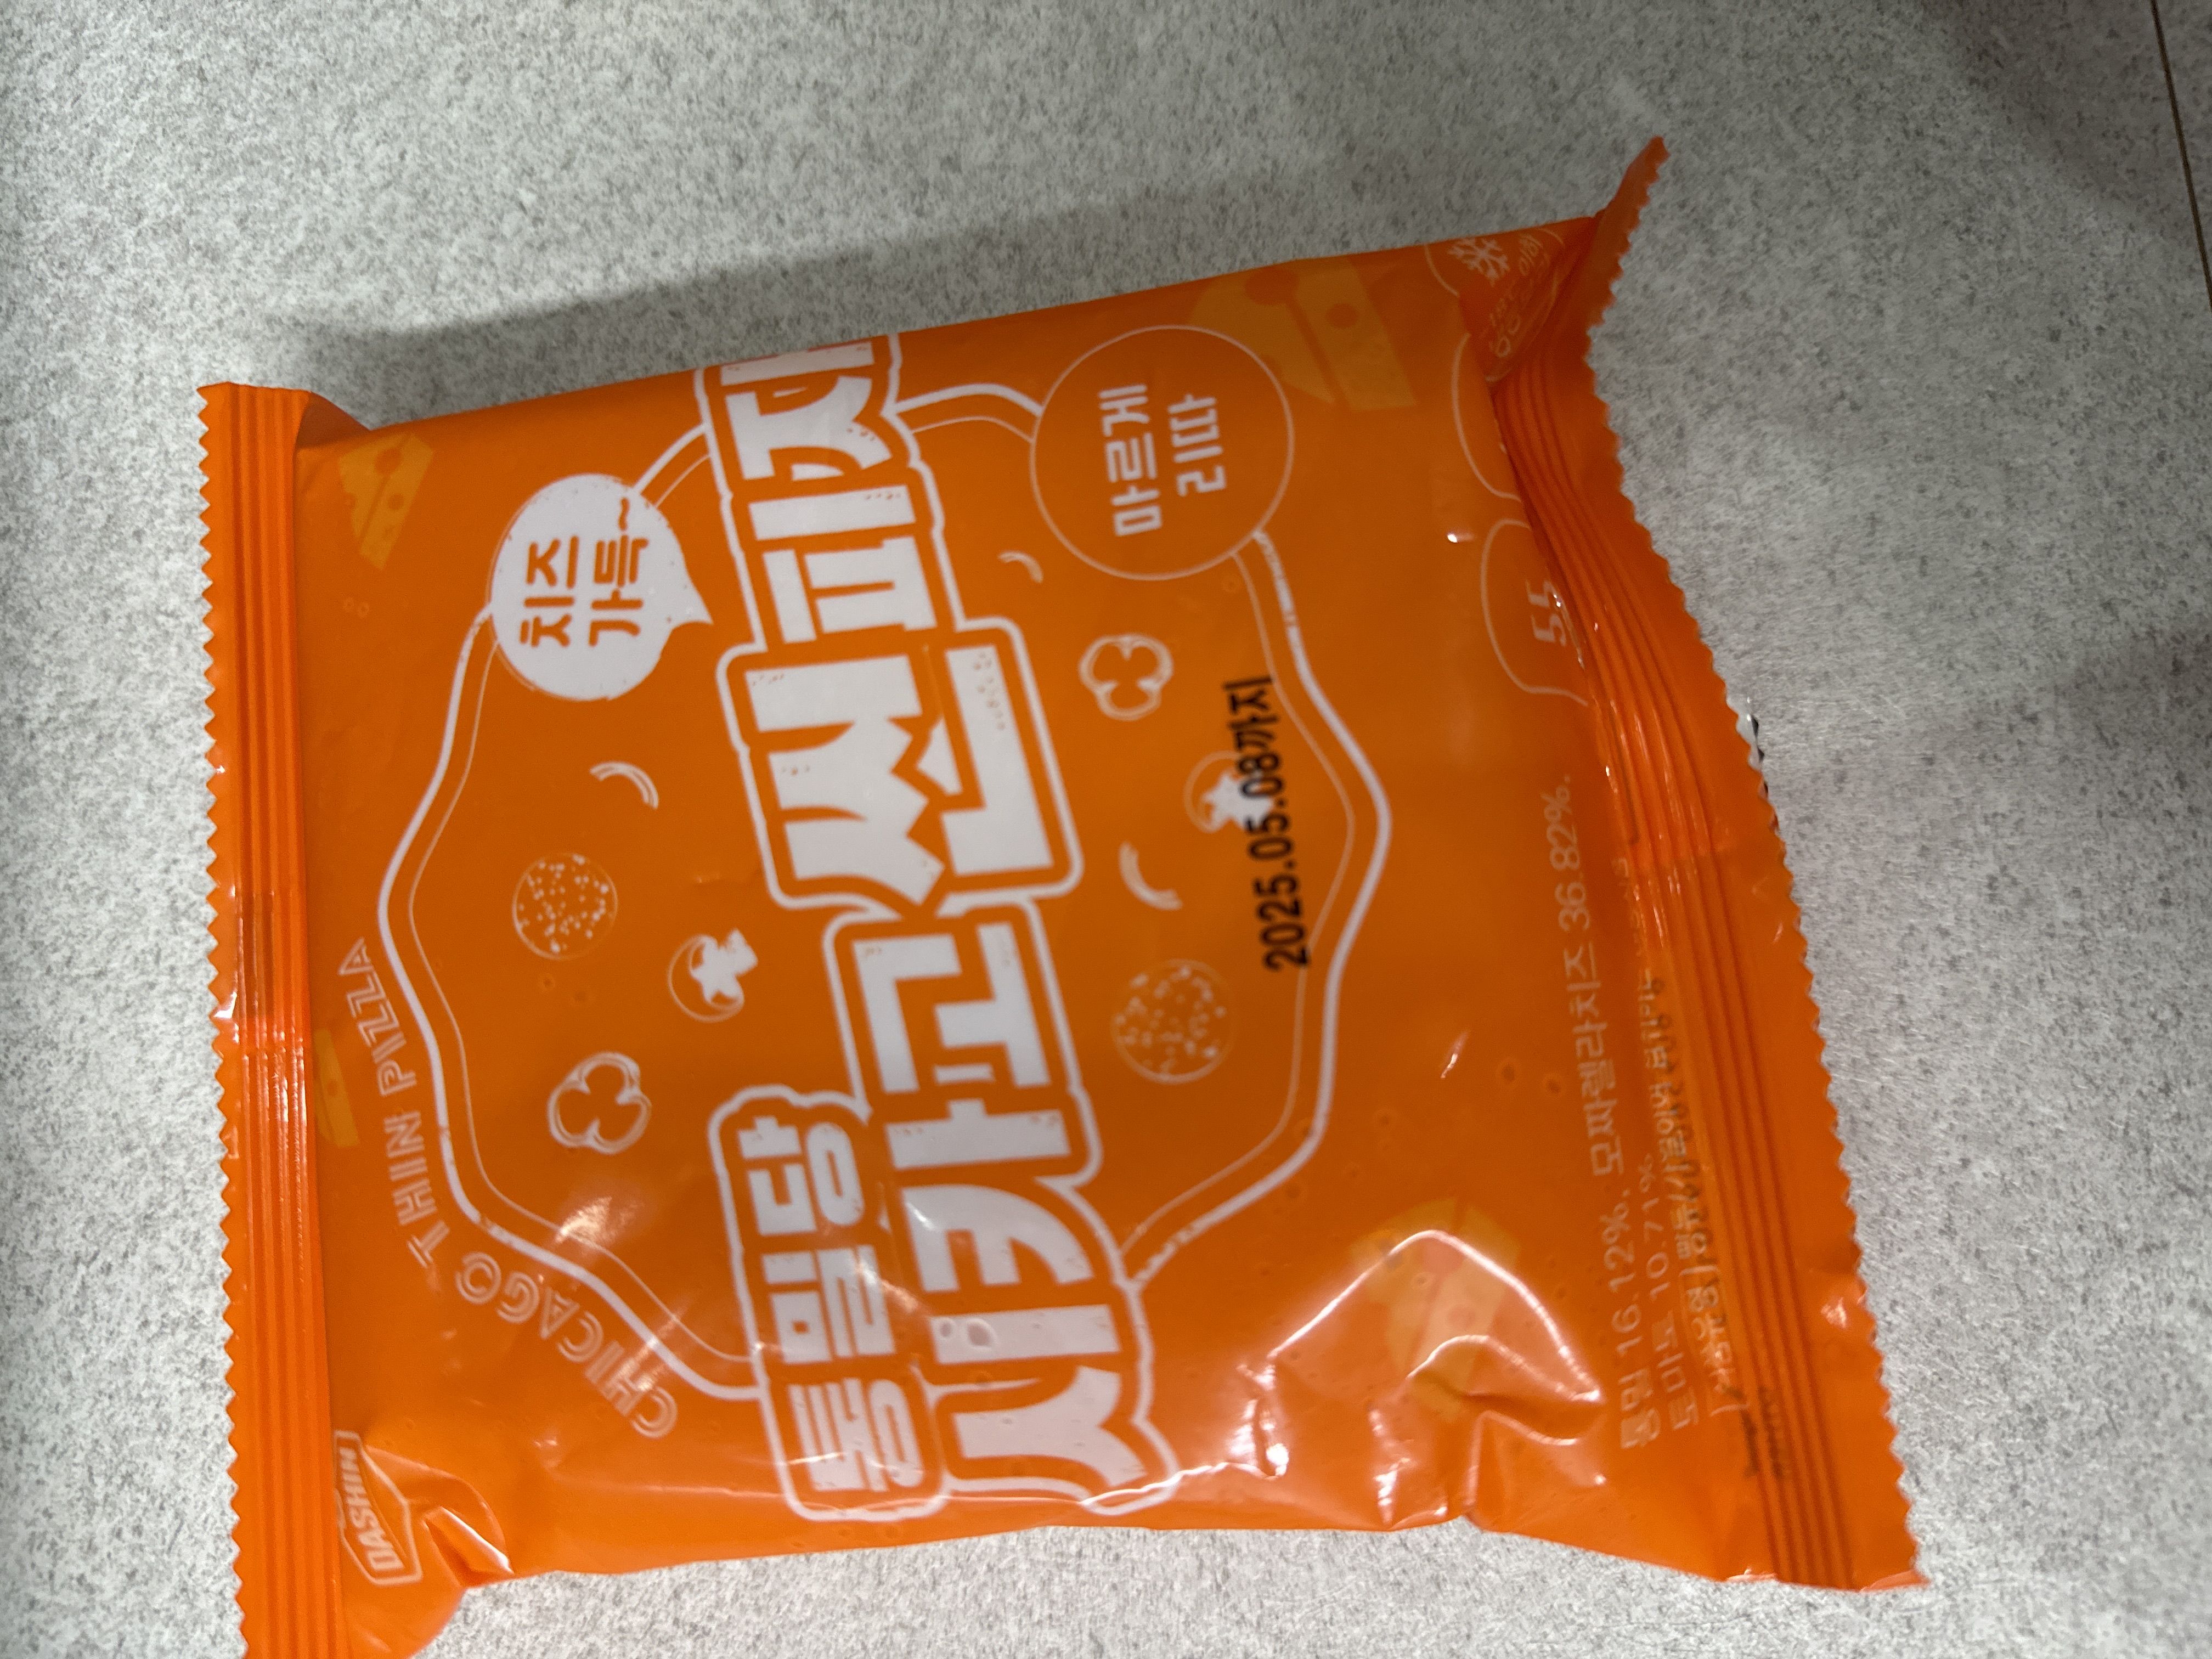 DASHIN
CHICAGO THIN PIZZA
치즈
가득~
통밀당
시카고
씬
피자
마르게
리따
2025.05.08까지
통밀 16.12%, 모짜렐라치즈 36.82%,
토마토 10.71%,
55